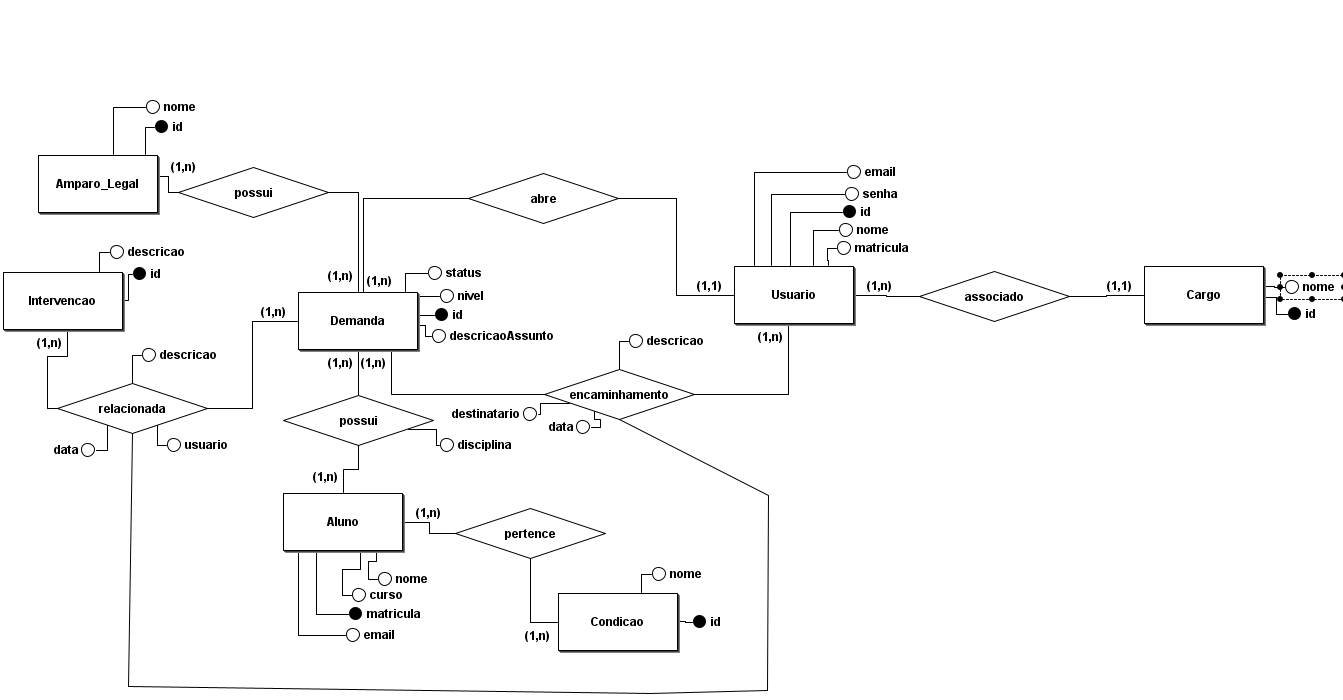 nome
id
Amparo_Legal
(1,n)
possui
abre
email
senha
id
nome
matricula
descricao
id
Intervencao
(1,n)
(1,n)
(1,n)
status
nivel
id
descricaoAssunto
Demanda
(1,n)
(1,1)
Usuario
(1,n)
associado
(1,1)
Cargo
nome
id
(1,n)
(1,n)
(1,n)
(1,n)
descricao
relacionada
data
usuario
descricao
encaminhamento
destinatario
data
possui
disciplina
(1,n)
Aluno
(1,n)
pertence
nome
curso
matricula
email
nome
Condicao
id
(1,n)